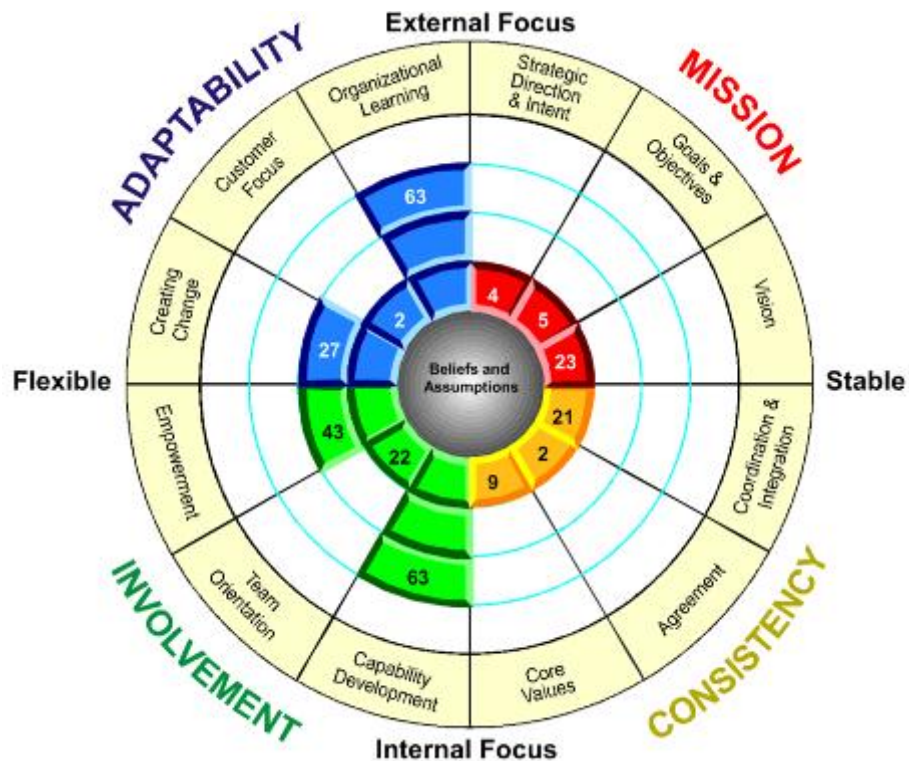 External Focus
ADAPTABILITY
MISSION
Organizational
Learning
Strategic
Direction
& Intent
Customer
Focus
Goals &
Objectives
Creating
Change
Vision
63
4
5
2
27
23
Beliefs and
Assumptions
Flexible
Stable
43
22
21
2
9
63
Empowerment
Coordination &
Integration
Team
Orientation
Agreement
Capability
Development
Core
Values
INVOLVEMENT
CONSISTENCY
Internal Focus